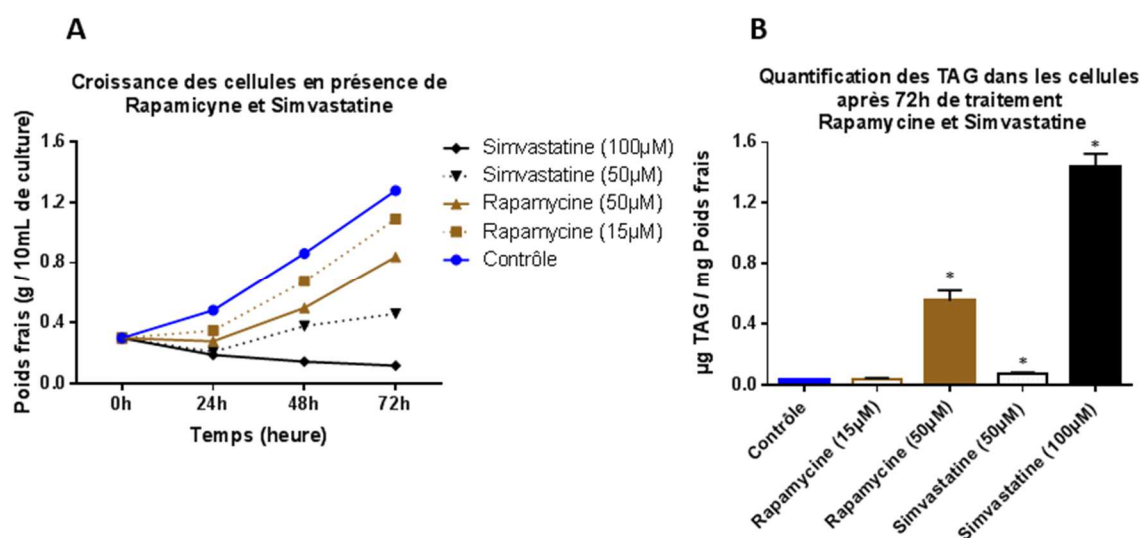 A
Croissance des cellules en présence de
Rapamicyne et Simvastatine
Poids frais (g / 10mL de culture)
1.6
1.2
0.8
0.4
0.0
0h
24h
48h
72h
Temps (heure)
Simvastatine (100µM)
Simvastatine (50µM)
Rapamycine (50µM)
Rapamycine (15µM)
Contrôle
B
Quantification des TAG dans les cellules
après 72h de traitement
Rapamycine et Simvastatine
µg TAG / mg Poids frais
1.6
1.2
0.8
0.4
0.0
*
*
*
Contrôle
Rapamycine (15µM)
Rapamycine (50µM)
Simvastatine (50µM)
Simvastatine (100µM)